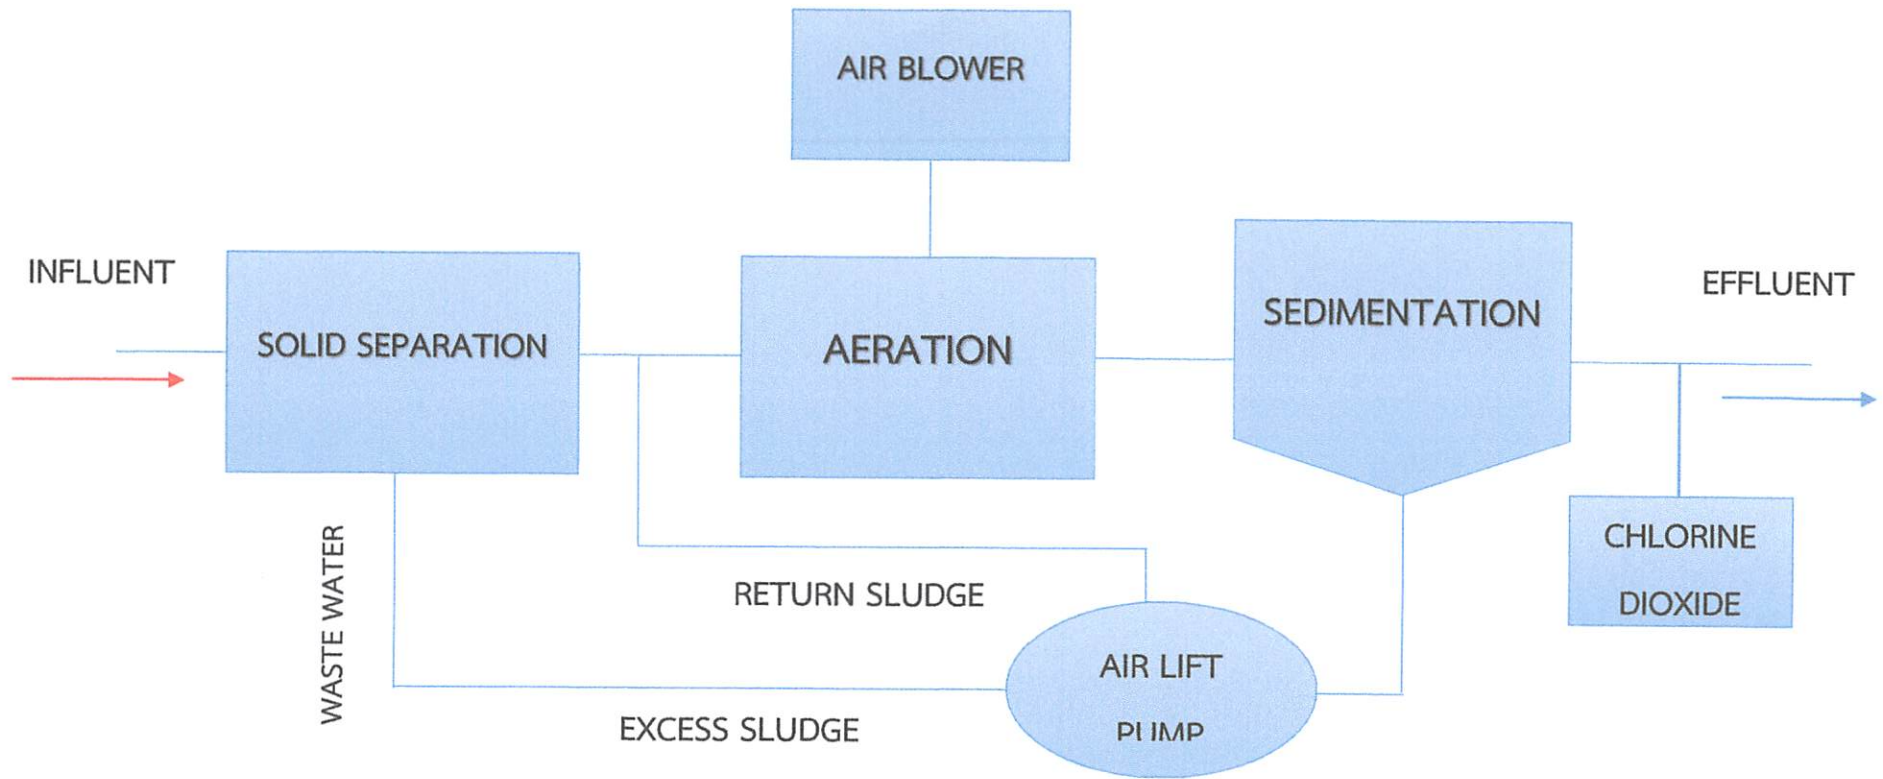 AIR BLOWER
INFLUENT
SOLID SEPARATION
AERATION
SEDIMENTATION
EFFLUENT
WASTE WATER
RETURN SLUDGE
EXCESS SLUDGE
AIR LIFT
PUMP
CHLORINE
DIOXIDE